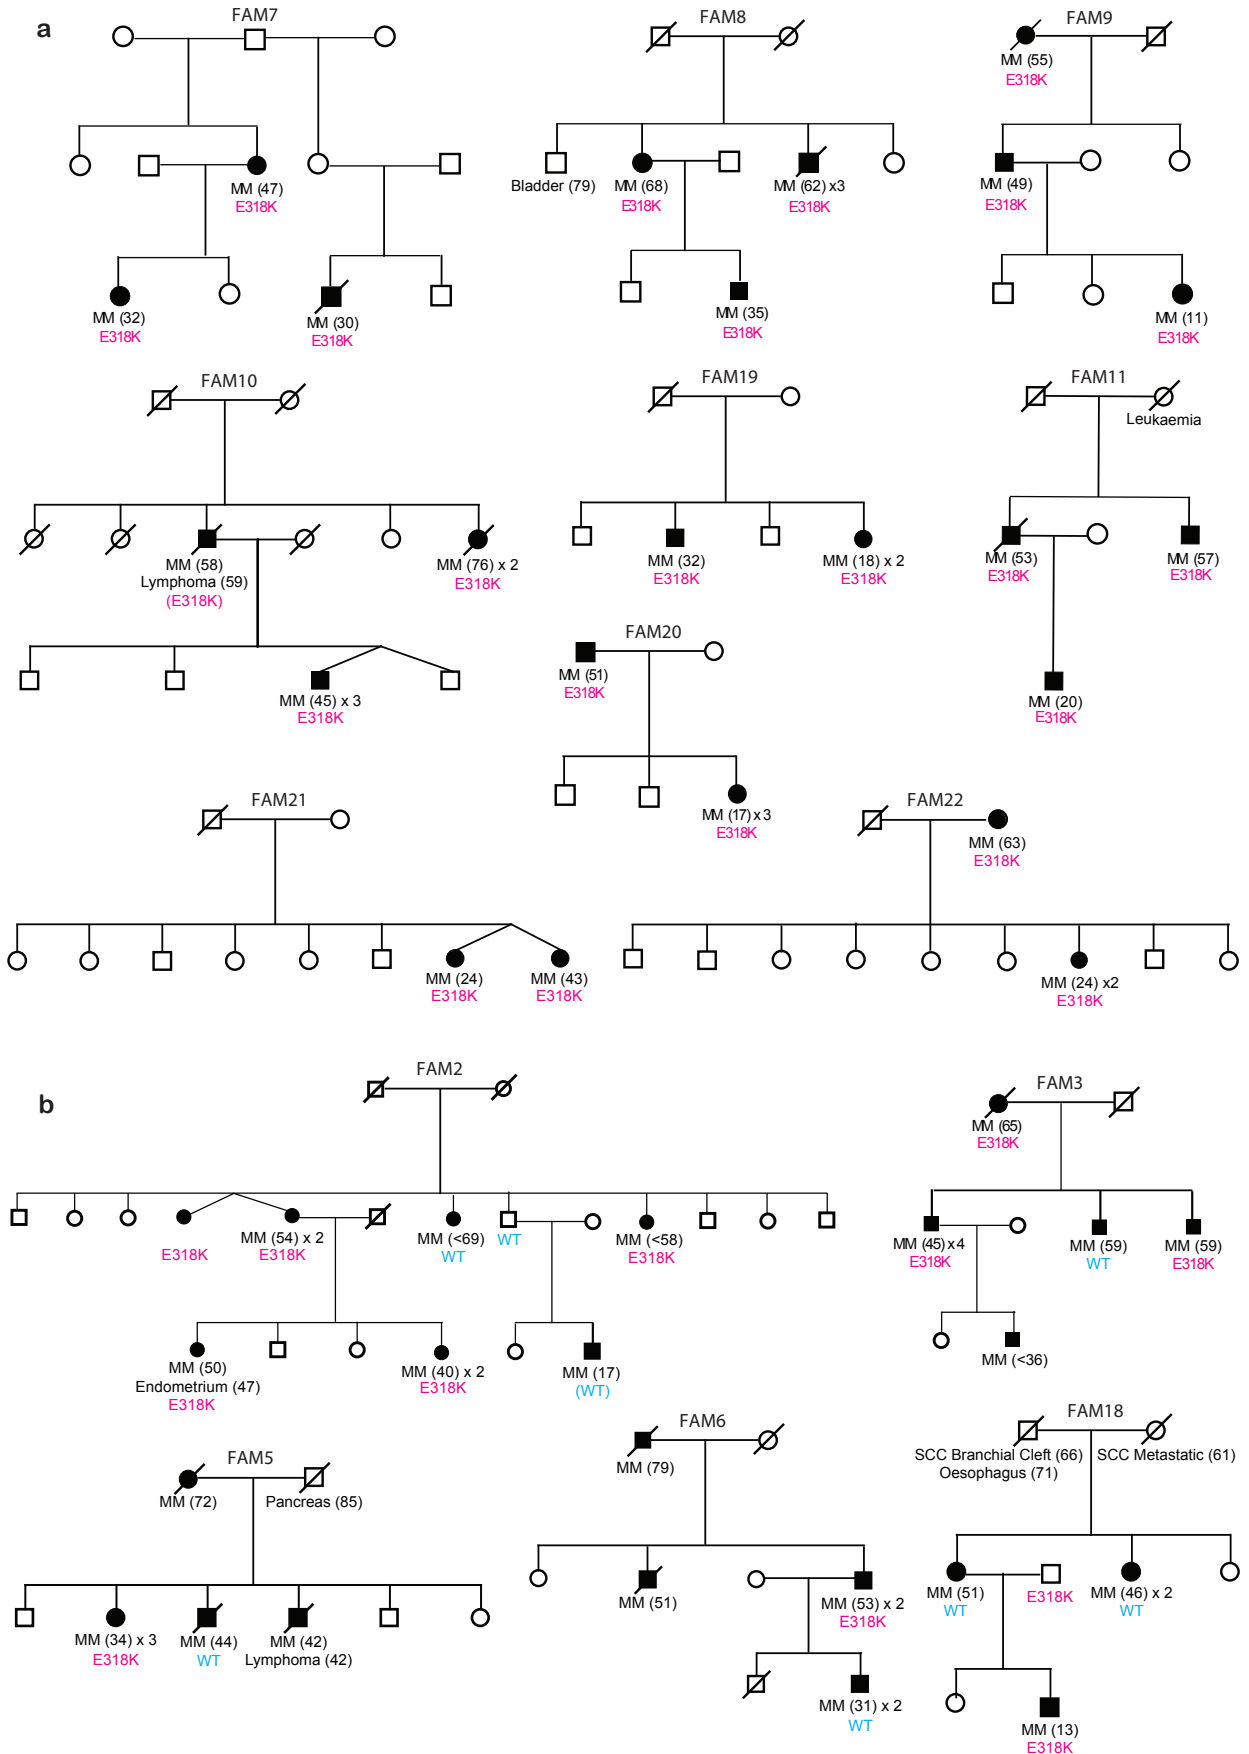 a
FAM7
FAM8
FAM9
MM (55)
E318K
MM (47)
E318K
Bladder (79)
MM (68)
E318K
MM (62) x3
E318K
MM (49)
E318K
MM (32)
E318K
MM (30)
E318K
MM (35)
E318K
MM (11)
E318K
FAM10
FAM19
FAM11
Leukaemia
MM (58)
Lymphoma (59)
(E318K)
MM (76) x 2
E318K
MM (32)
E318K
MM (18) x 2
E318K
MM (53)
E318K
MM (57)
E318K
FAM20
MM (51)
E318K
MM (45) x 3
E318K
MM (20)
E318K
MM (17) x 3
E318K
FAM21
FAM22
MM (63)
E318K
MM (24)
E318K
MM (43)
E318K
MM (24) x2
E318K
b
FAM2
FAM3
MM (65)
E318K
E318K
MM (54) x 2
E318K
MM (<69)
WT
WT
MM (<58)
E318K
MM (45) x 4
E318K
MM (59)
WT
MM (59)
E318K
MM (50)
Endometrium (47)
E318K
MM (40) x 2
E318K
MM (17)
(WT)
MM (<36)
FAM5
FAM6
FAM18
MM (72)
Pancreas (85)
MM (79)
SCC Branchial Cleft (66)
Oesophagus (71)
SCC Metastatic (61)
MM (34) x 3
E318K
MM (44)
WT
MM (42)
Lymphoma (42)
MM (51)
MM (53) x 2
E318K
MM (51)
WT
E318K
MM (46) x 2
WT
MM (31) x 2
WT
MM (13)
E318K